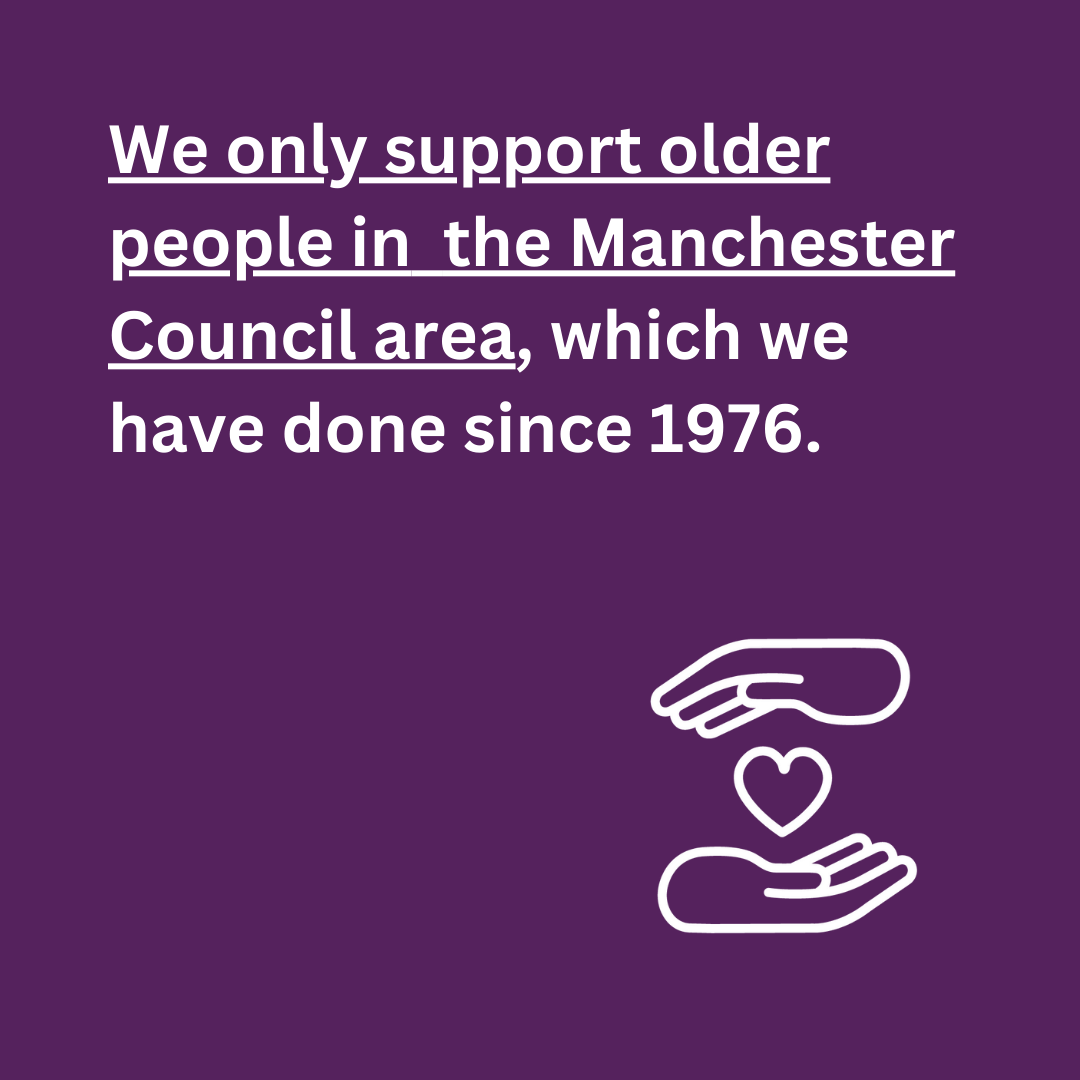 We only support older
people in  the Manchester
Council area, which we
have done since 1976.